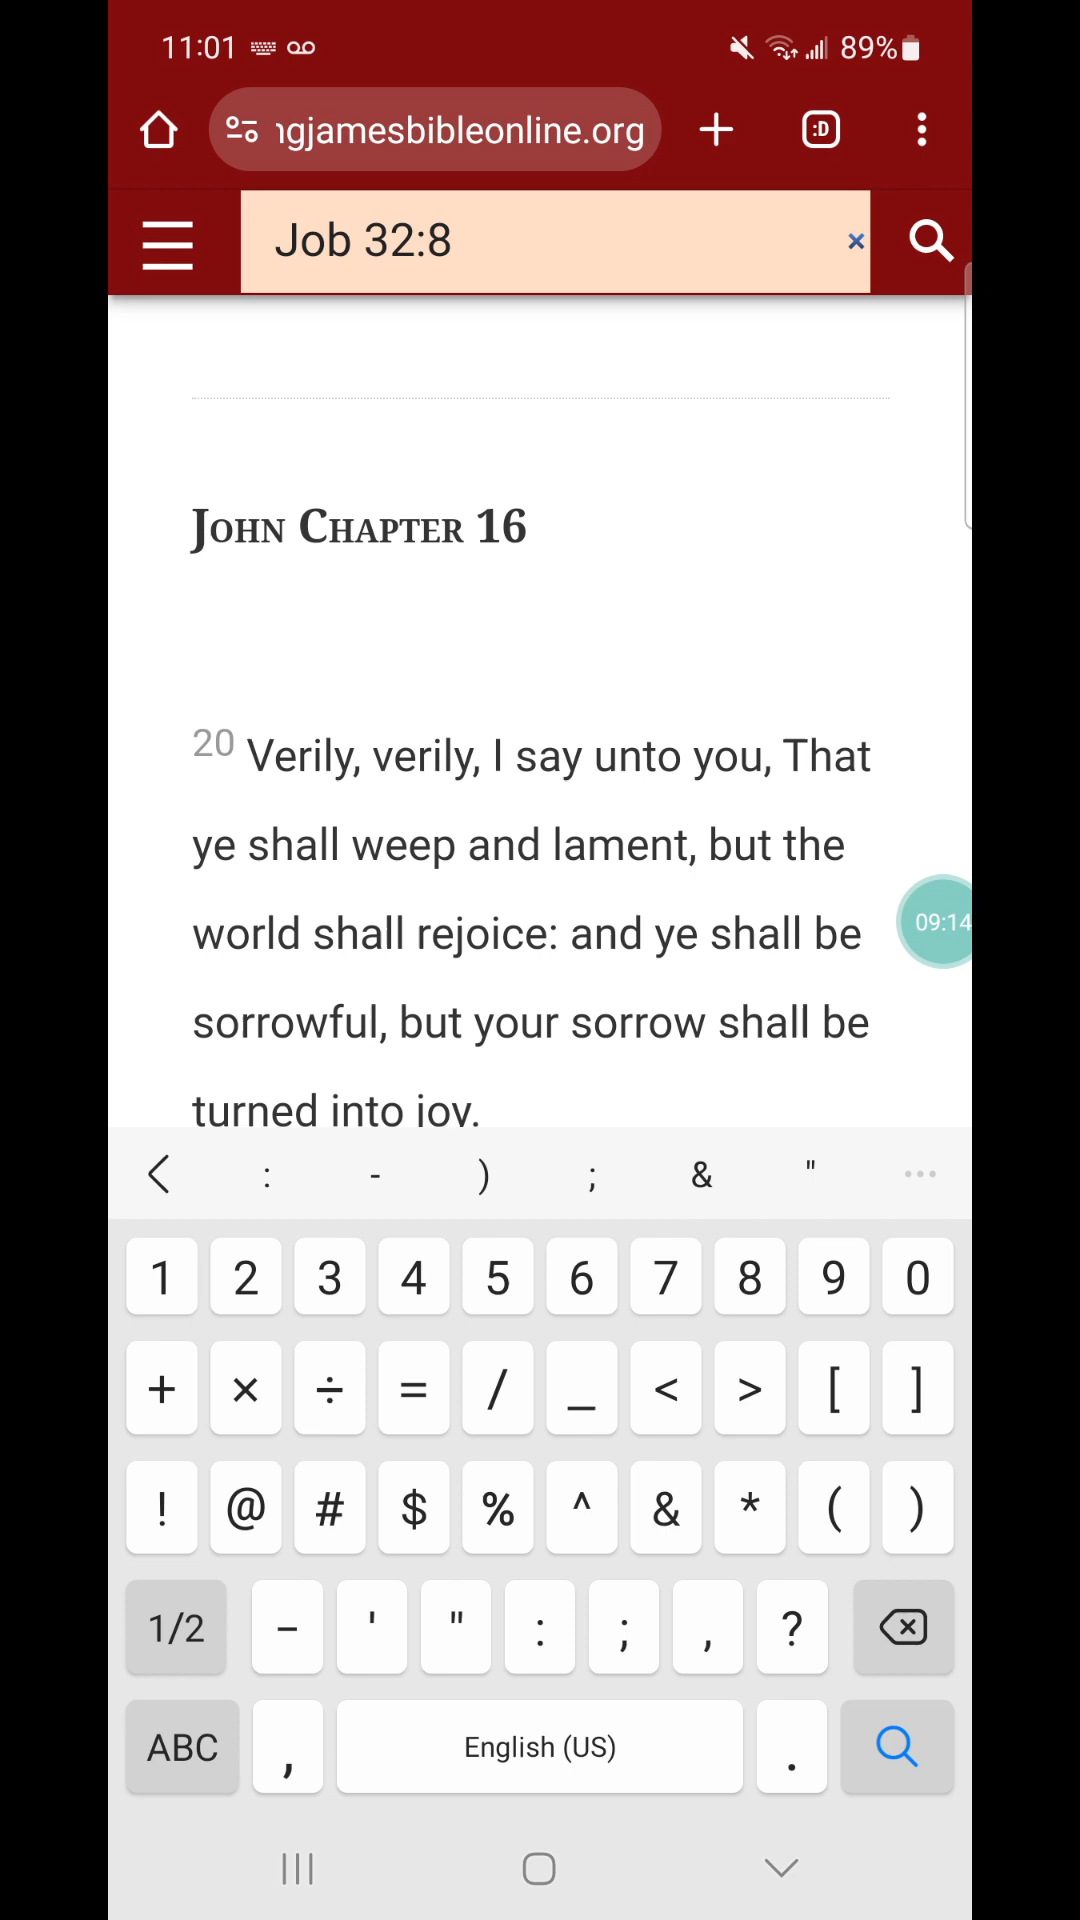 11:01 89%
ngjamesbibleonline.org :D
Job 32:8 ×
John Chapter 16
20 Verily, verily, I say unto you, That
ye shall weep and lament, but the
world shall rejoice: and ye shall be
09:14
sorrowful, but your sorrow shall be
turned into joy.
: - ) ; & " ...
1 2 3 4 5 6 7 8 9 0
+ × ÷ = / _ < > [ ]
! @ # $ % ^ & * ( )
1/2 - ' " : ; , ?
ABC , English (US) .